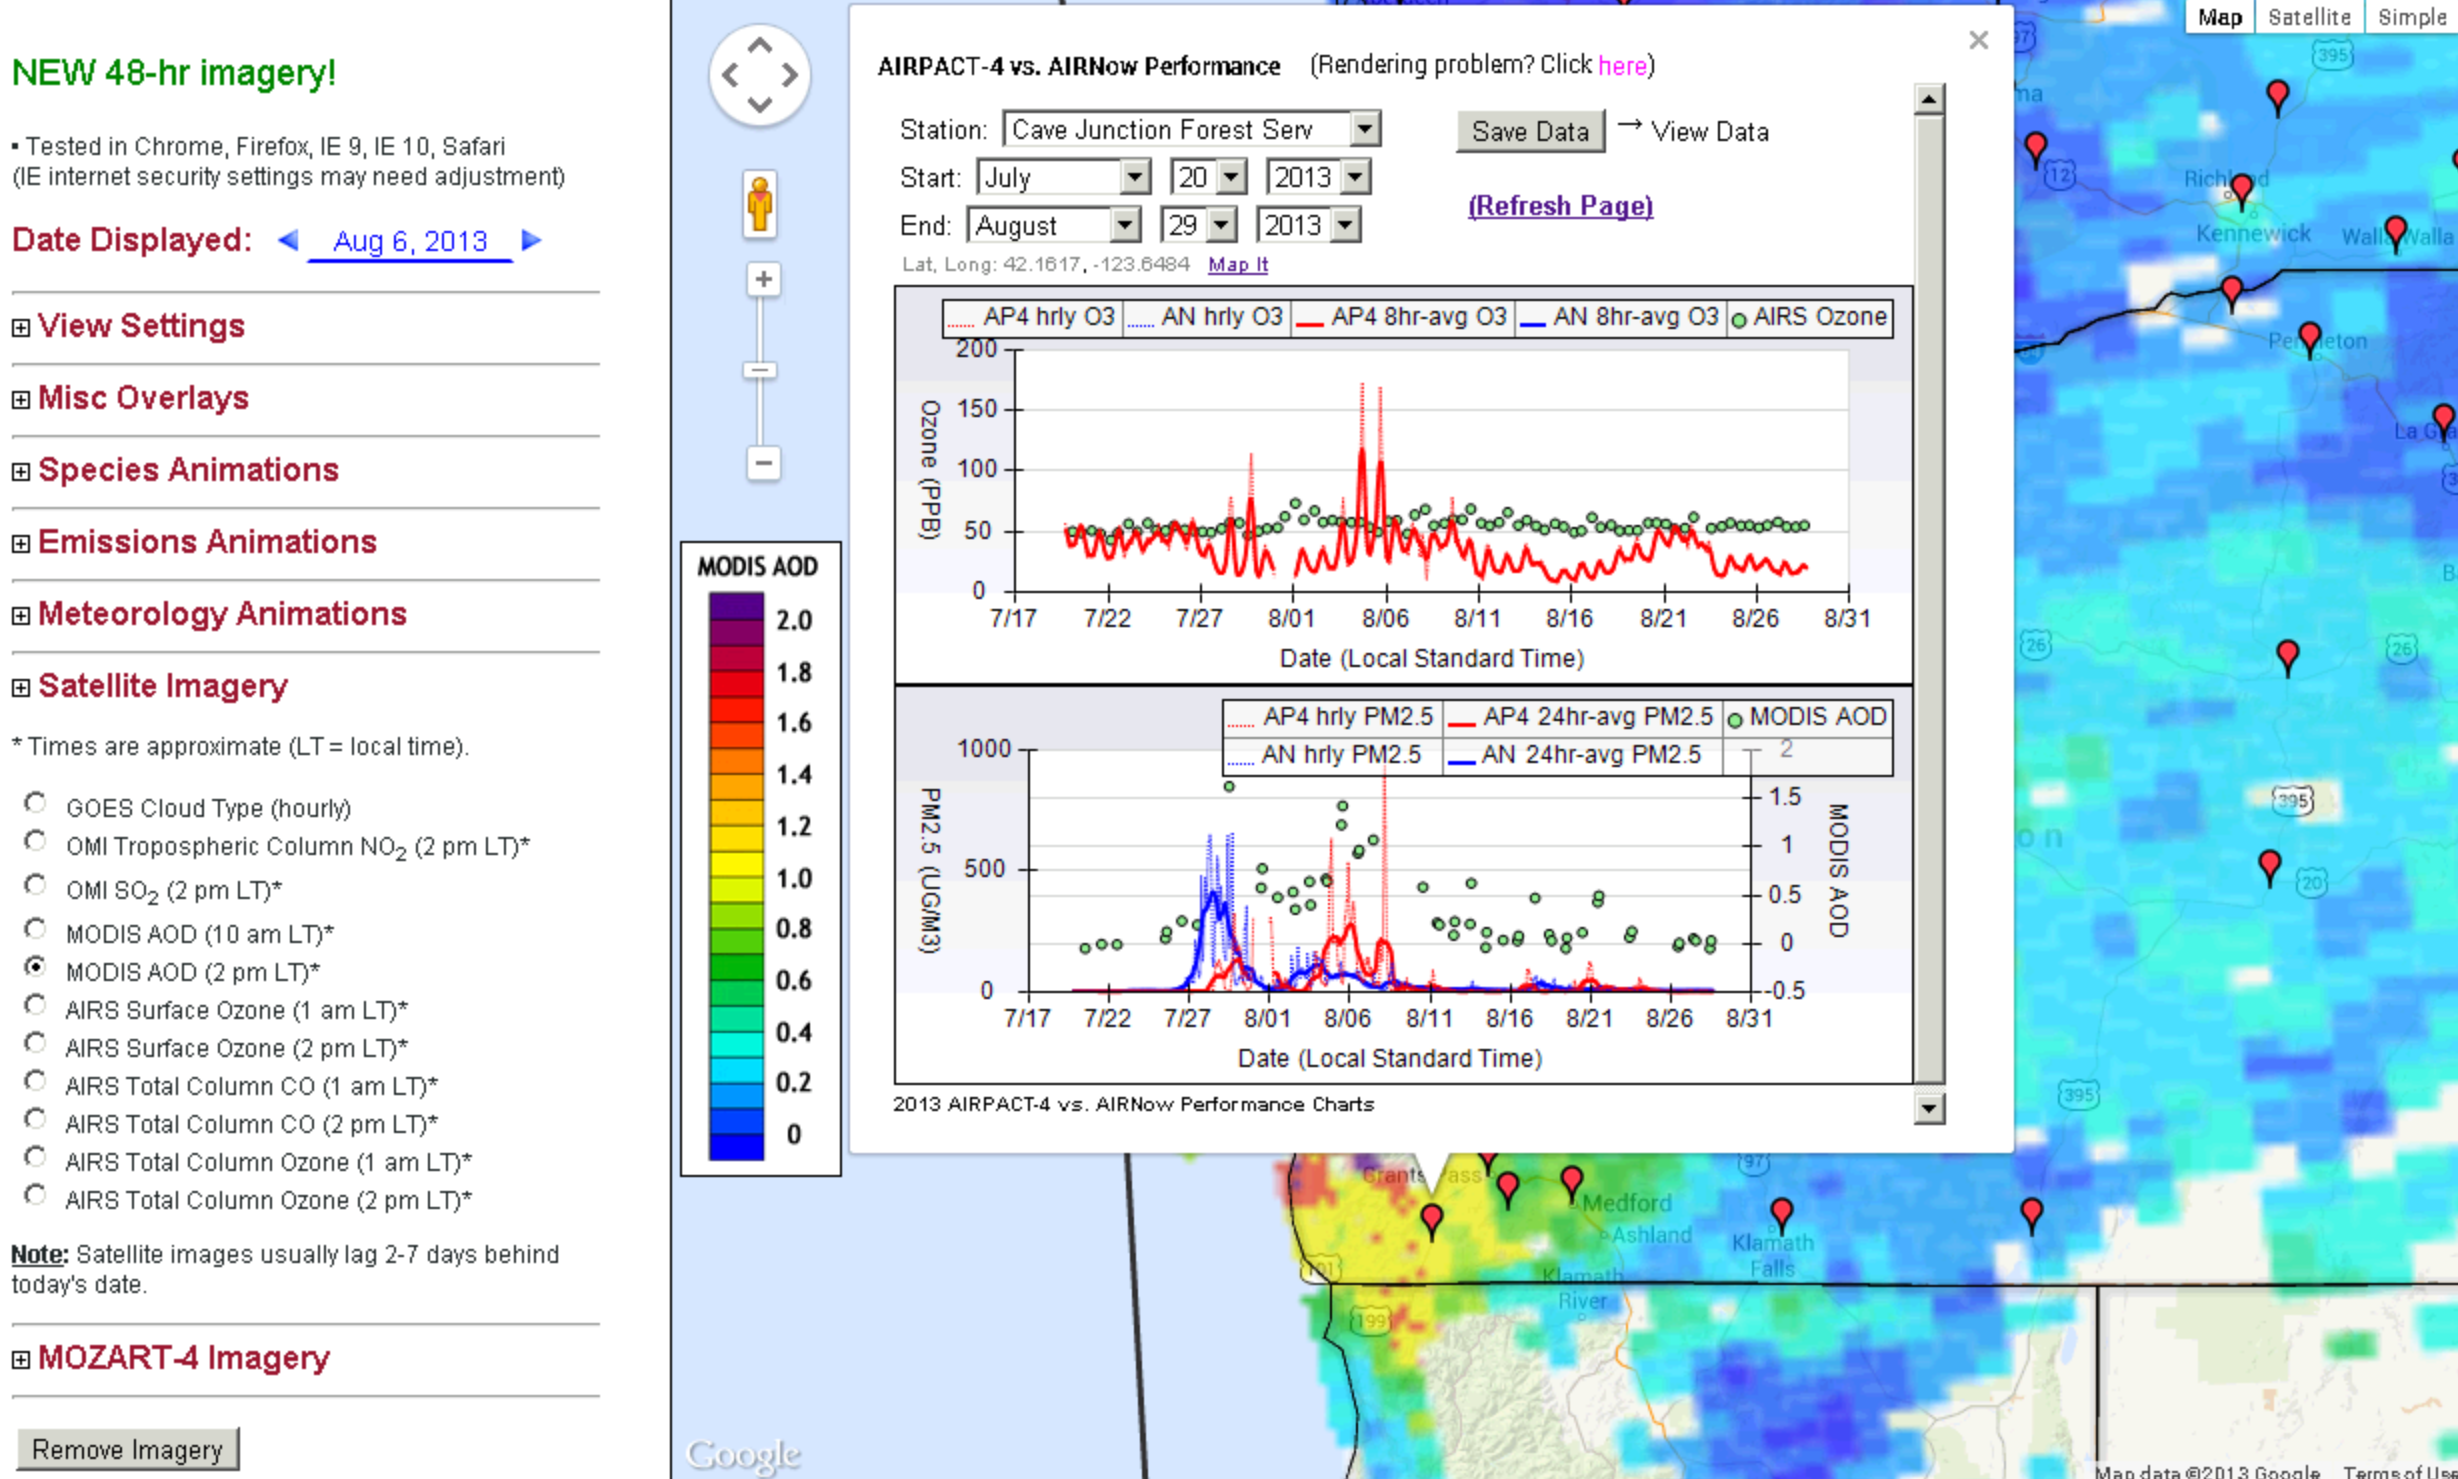 NEW 48-hr imagery!
▪ Tested in Chrome, Firefox, IE 9, IE 10, Safari
(IE internet security settings may need adjustment)
Date Displayed: Aug 6, 2013
View Settings
Misc Overlays
Species Animations
Emissions Animations
Meteorology Animations
Satellite Imagery
* Times are approximate (LT = local time).
GOES Cloud Type (hourly)
OMI Tropospheric Column NO2 (2 pm LT)*
OMI SO2 (2 pm LT)*
MODIS AOD (10 am LT)*
MODIS AOD (2 pm LT)*
AIRS Surface Ozone (1 am LT)*
AIRS Surface Ozone (2 pm LT)*
AIRS Total Column CO (1 am LT)*
AIRS Total Column CO (2 pm LT)*
AIRS Total Column Ozone (1 am LT)*
AIRS Total Column Ozone (2 pm LT)*
Note: Satellite images usually lag 2-7 days behind
today's date.
MOZART-4 Imagery
Remove Imagery
MODIS AOD
2.0
1.8
1.6
1.4
1.2
1.0
0.8
0.6
0.4
0.2
0
AIRPACT-4 vs. AIRNow Performance (Rendering problem? Click here)
Station: Cave Junction Forest Serv
Save Data → View Data
Start: July 20 2013
(Refresh Page)
End: August 29 2013
Lat, Long: 42.1617, -123.6484 Map It
AP4 hrly O3 AN hrly O3 AP4 8hr-avg O3 AN 8hr-avg O3 AIRS Ozone
200
150
100
50
0
Ozone (PPB)
7/17 7/22 7/27 8/01 8/06 8/11 8/16 8/21 8/26 8/31
Date (Local Standard Time)
AP4 hrly PM2.5 AP4 24hr-avg PM2.5 MODIS AOD
AN hrly PM2.5 AN 24hr-avg PM2.5
1000
500
0
PM2.5 (UG/M3)
2
1.5
1
0.5
0
-0.5
MODIS AOD
7/17 7/22 7/27 8/01 8/06 8/11 8/16 8/21 8/26 8/31
Date (Local Standard Time)
2013 AIRPACT-4 vs. AIRNow Performance Charts
Map Satellite Simple
395
97
12
Kennewick
Walla Walla
26
26
395
20
395
97
Grants Pass
Medford
Ashland
Klamath
Falls
101
Klamath
River
199
Google
Map data ©2013 Google Terms of Use